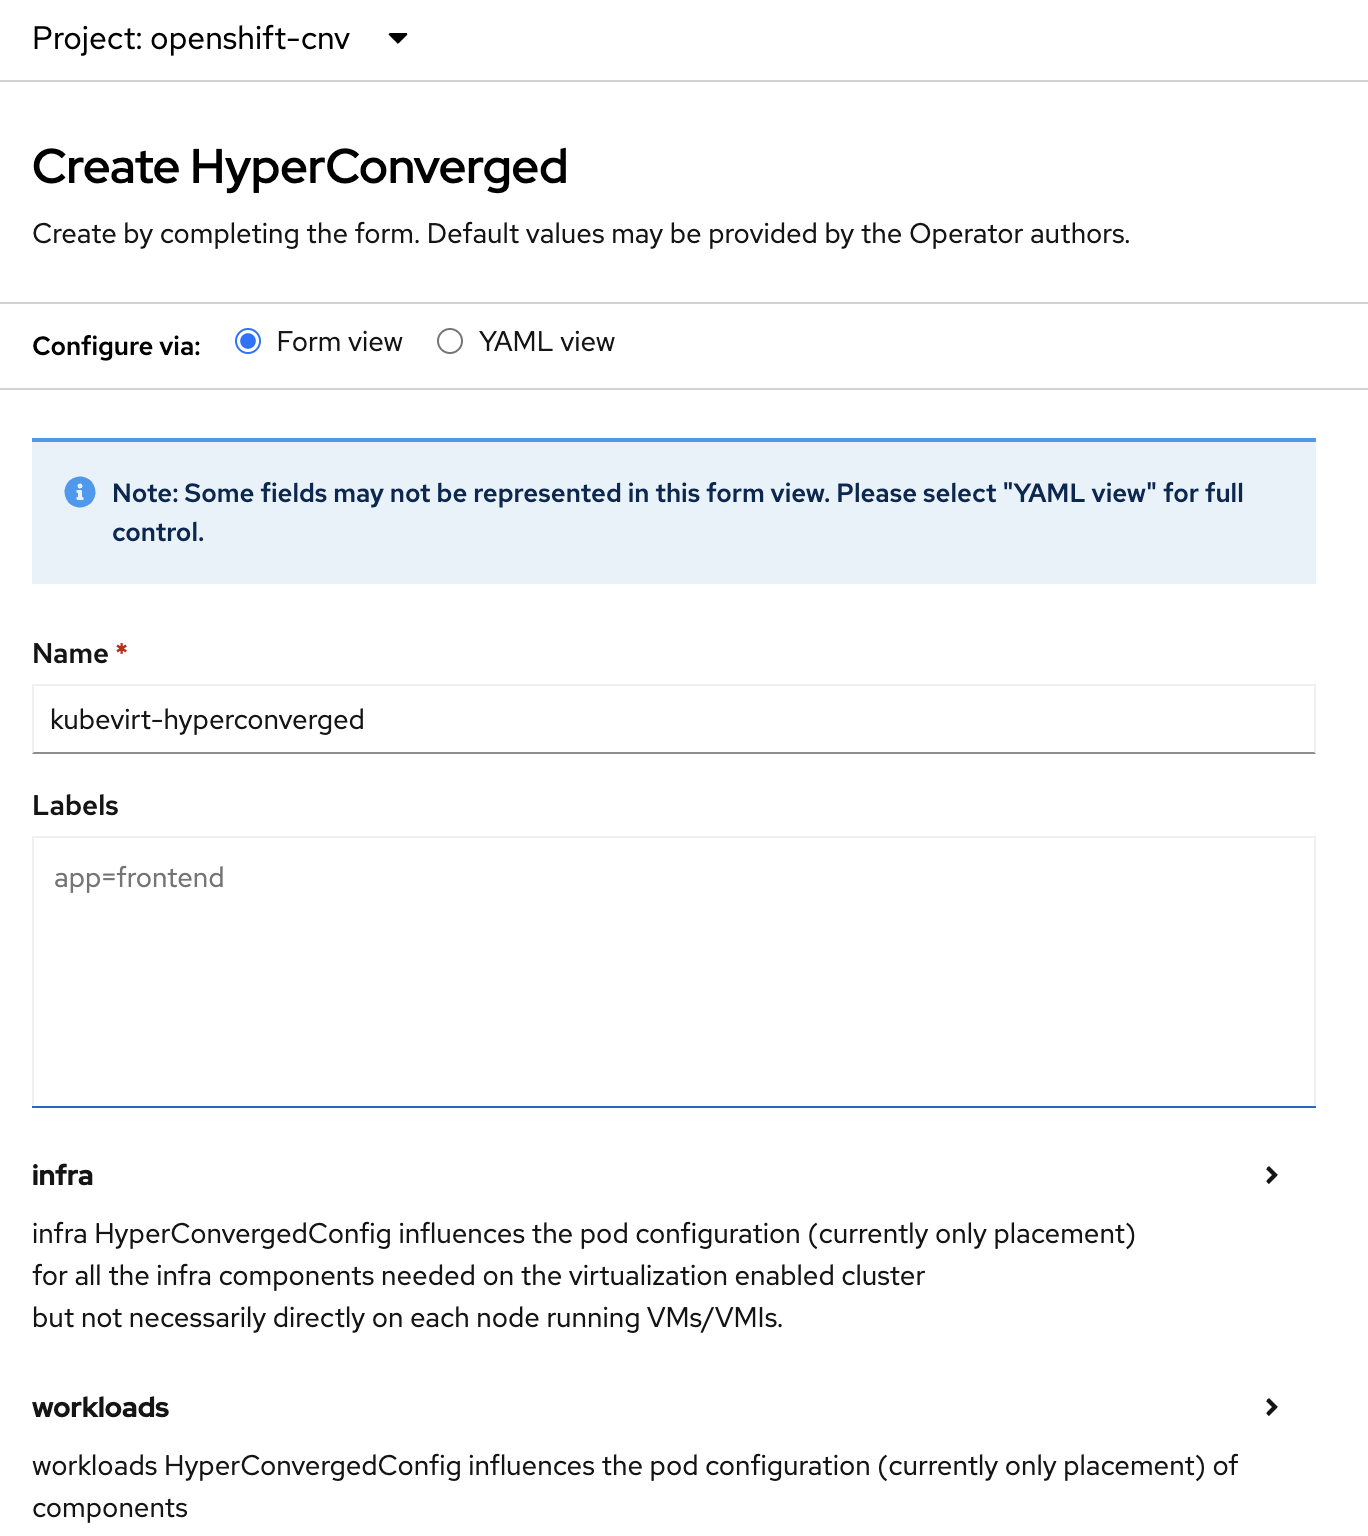 Project: openshift-cnv
Create HyperConverged
Create by completing the form. Default values may be provided by the Operator authors.
Configure via: Form view YAML view
Note: Some fields may not be represented in this form view. Please select "YAML view" for full
control.
Name *
kubevirt-hyperconverged
Labels
app=frontend
infra
infra HyperConvergedConfig influences the pod configuration (currently only placement)
for all the infra components needed on the virtualization enabled cluster
but not necessarily directly on each node running VMs/VMIs.
workloads
workloads HyperConvergedConfig influences the pod configuration (currently only placement) of
components